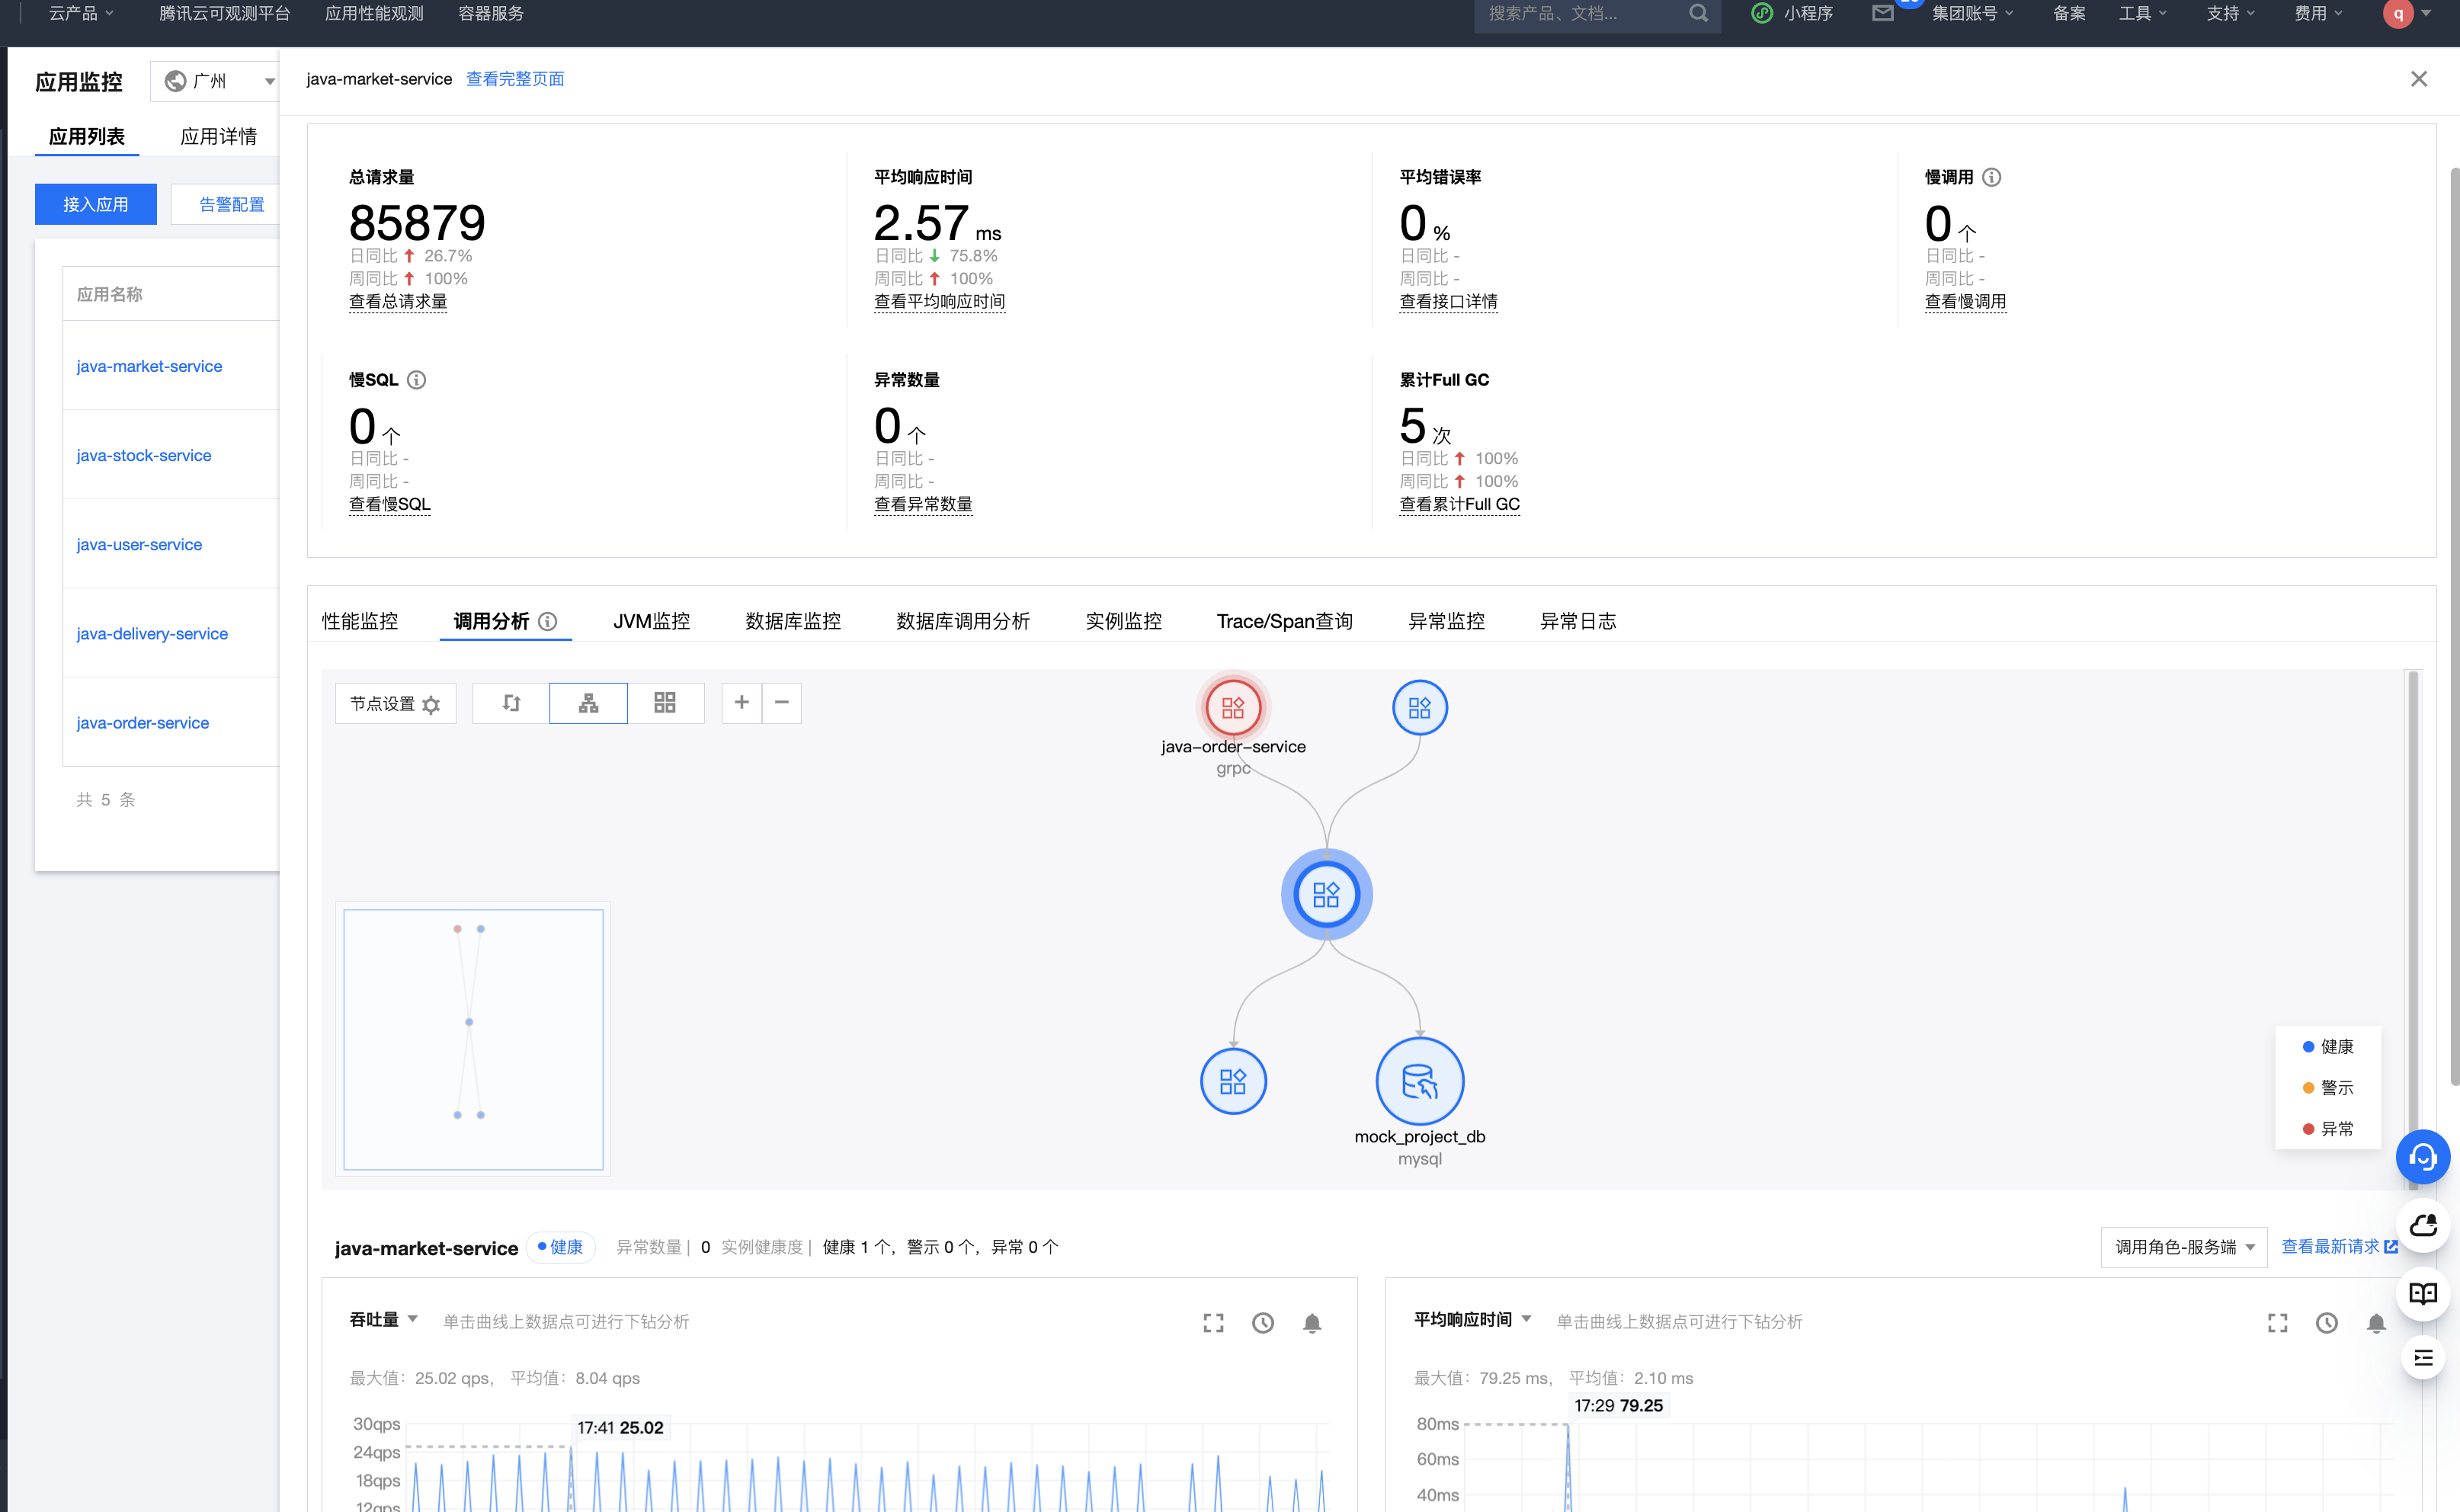 云产品
腾讯云可观测平台
应用性能观测
容器服务
搜索产品、文档...
小程序
集团账号
备案
工具
支持
费用
q
应用监控
广州
应用列表
应用详情
接入应用
告警配置
应用名称
java-market-service
java-stock-service
java-user-service
java-delivery-service
java-order-service
共 5 条
java-market-service 查看完整页面
总请求量
85879
日同比 26.7%
周同比 100%
查看总请求量
平均响应时间
2.57 ms
日同比 75.8%
周同比 100%
查看平均响应时间
平均错误率
0 %
日同比 -
周同比 -
查看接口详情
慢调用
0 个
日同比 -
周同比 -
查看慢调用
慢SQL
0 个
日同比 -
周同比 -
查看慢SQL
异常数量
0 个
日同比 -
周同比 -
查看异常数量
累计Full GC
5 次
日同比 100%
周同比 100%
查看累计Full GC
性能监控
调用分析
JVM监控
数据库监控
数据库调用分析
实例监控
Trace/Span查询
异常监控
异常日志
节点设置
java-order-service
grpc
mock_project_db
mysql
健康
警示
异常
java-market-service
健康
异常数量 | 0 实例健康度 | 健康 1 个，警示 0 个，异常 0 个
调用角色-服务端
查看最新请求
吞吐量
单击曲线上数据点可进行下钻分析
最大值：25.02 qps， 平均值：8.04 qps
17:41 25.02
30qps
24qps
18qps
12qps
平均响应时间
单击曲线上数据点可进行下钻分析
最大值：79.25 ms， 平均值：2.10 ms
17:29 79.25
80ms
60ms
40ms